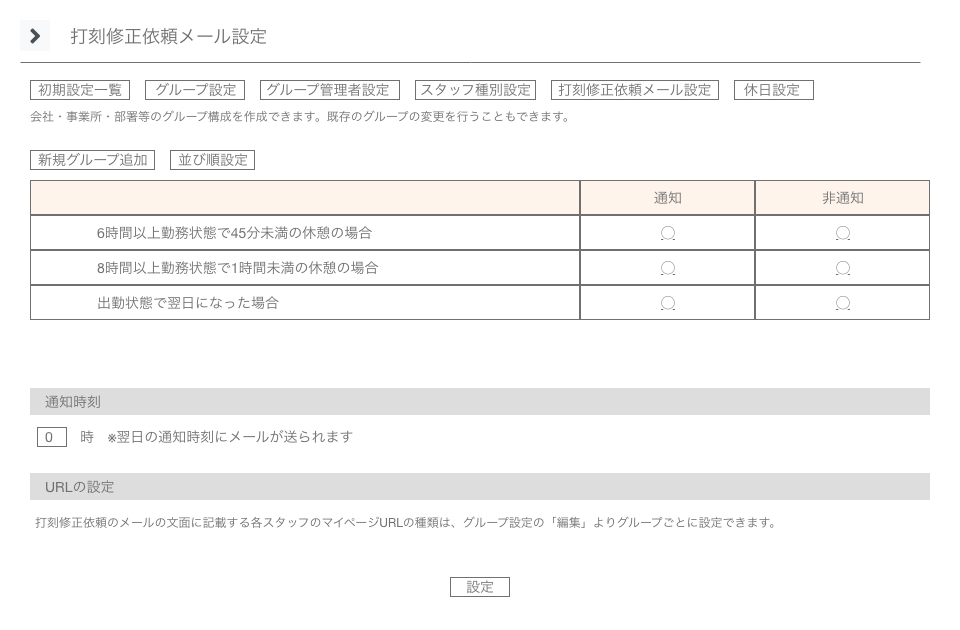 打刻修正依頼メール設定
初期設定一覧 グループ設定 グループ管理者設定 スタッフ種別設定 打刻修正依頼メール設定 休日設定
会社・事業所・部署等のグループ構成を作成できます。既存のグループの変更を行うこともできます。
新規グループ追加 並び順設定
通知 非通知
6時間以上勤務状態で45分未満の休憩の場合 ○ ○
8時間以上勤務状態で1時間未満の休憩の場合 ○ ○
出勤状態で翌日になった場合 ○ ○
通知時刻
0 時 ※翌日の通知時刻にメールが送られます
URLの設定
打刻修正依頼のメールの文面に記載する各スタッフのマイページURLの種類は、グループ設定の「編集」よりグループごとに設定できます。
設定